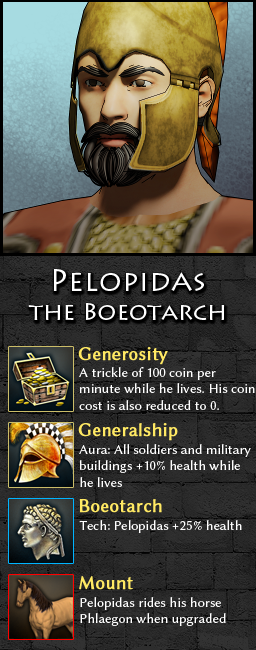 Pelopidas
the Boeotarch
Generosity
A trickle of 100 coin per
minute while he lives. His coin
cost is also reduced to 0.
Generalship
Aura: All soldiers and military
buildings +10% health while
he lives
Boeotarch
Tech: Pelopidas +25% health
Mount
Pelopidas rides his horse
Phlaegon when upgraded